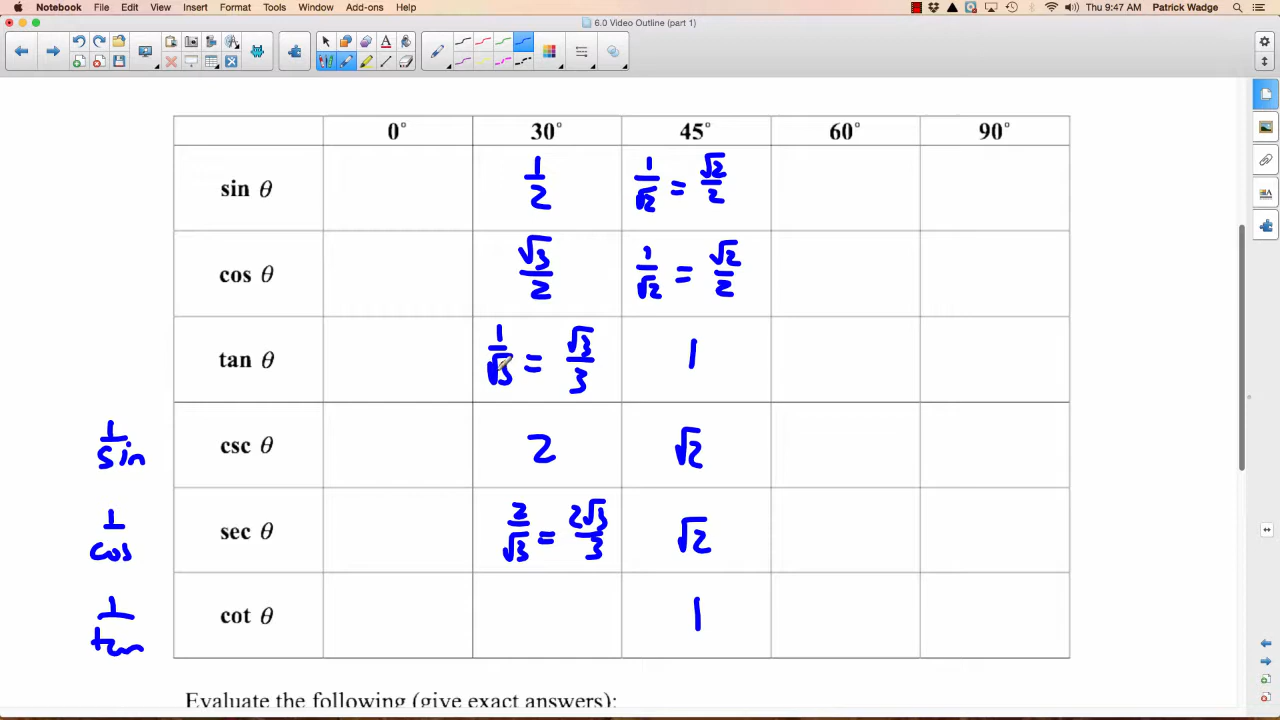 Notebook File Edit View Insert Format Tools Window Add-ons Help Thu 9:47 AM Patrick Wadge
6.0 Video Outline (part 1)
0° 30° 45° 60° 90°
sin θ 1/2 1/√2 = √2/2
cos θ √3/2 1/√2 = √2/2
tan θ 1/√3 = √3/3 1
1/sin csc θ 2 √2
1/cos sec θ 2/√3 = 2√3/3 √2
1/tan cot θ 1
Evaluate the following (give exact answers):